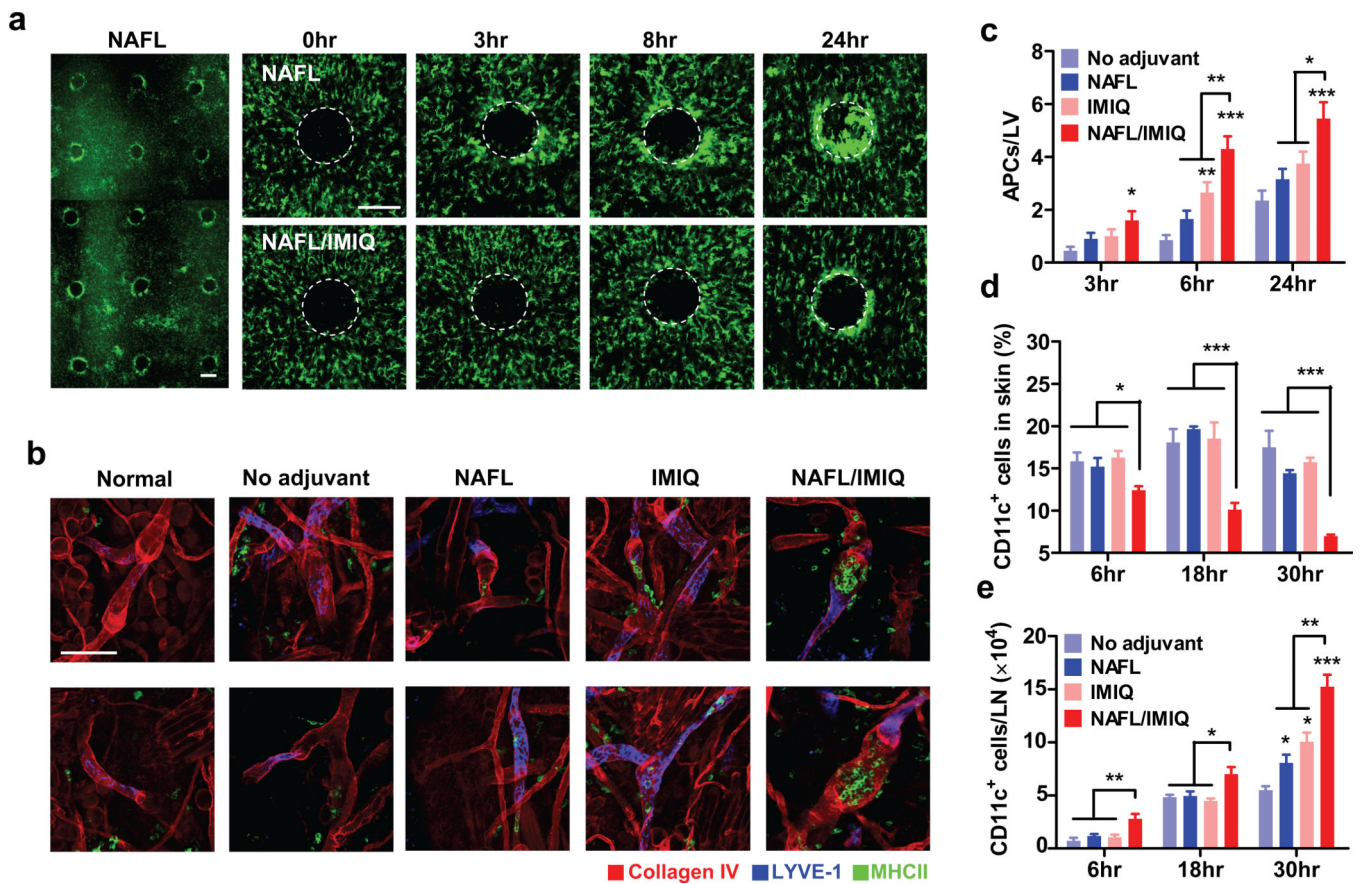 a
NAFL 0hr 3hr 8hr 24hr
NAFL
NAFL/IMIQ
b
Normal No adjuvant NAFL IMIQ NAFL/IMIQ
Collagen IV LYVE-1 MHCII
c
APCs/LV
8
6
4
2
0
No adjuvant
NAFL
IMIQ
NAFL/IMIQ
*
** ** ***
* ***
3hr 6hr 24hr
d
CD11c⁺ cells in skin (%)
30
25
20
15
10
5
* *** ***
6hr 18hr 30hr
e
CD11c⁺ cells/LN (×10⁴)
20
15
10
5
0
No adjuvant
NAFL
IMIQ
NAFL/IMIQ
** * ** ***
* *
6hr 18hr 30hr